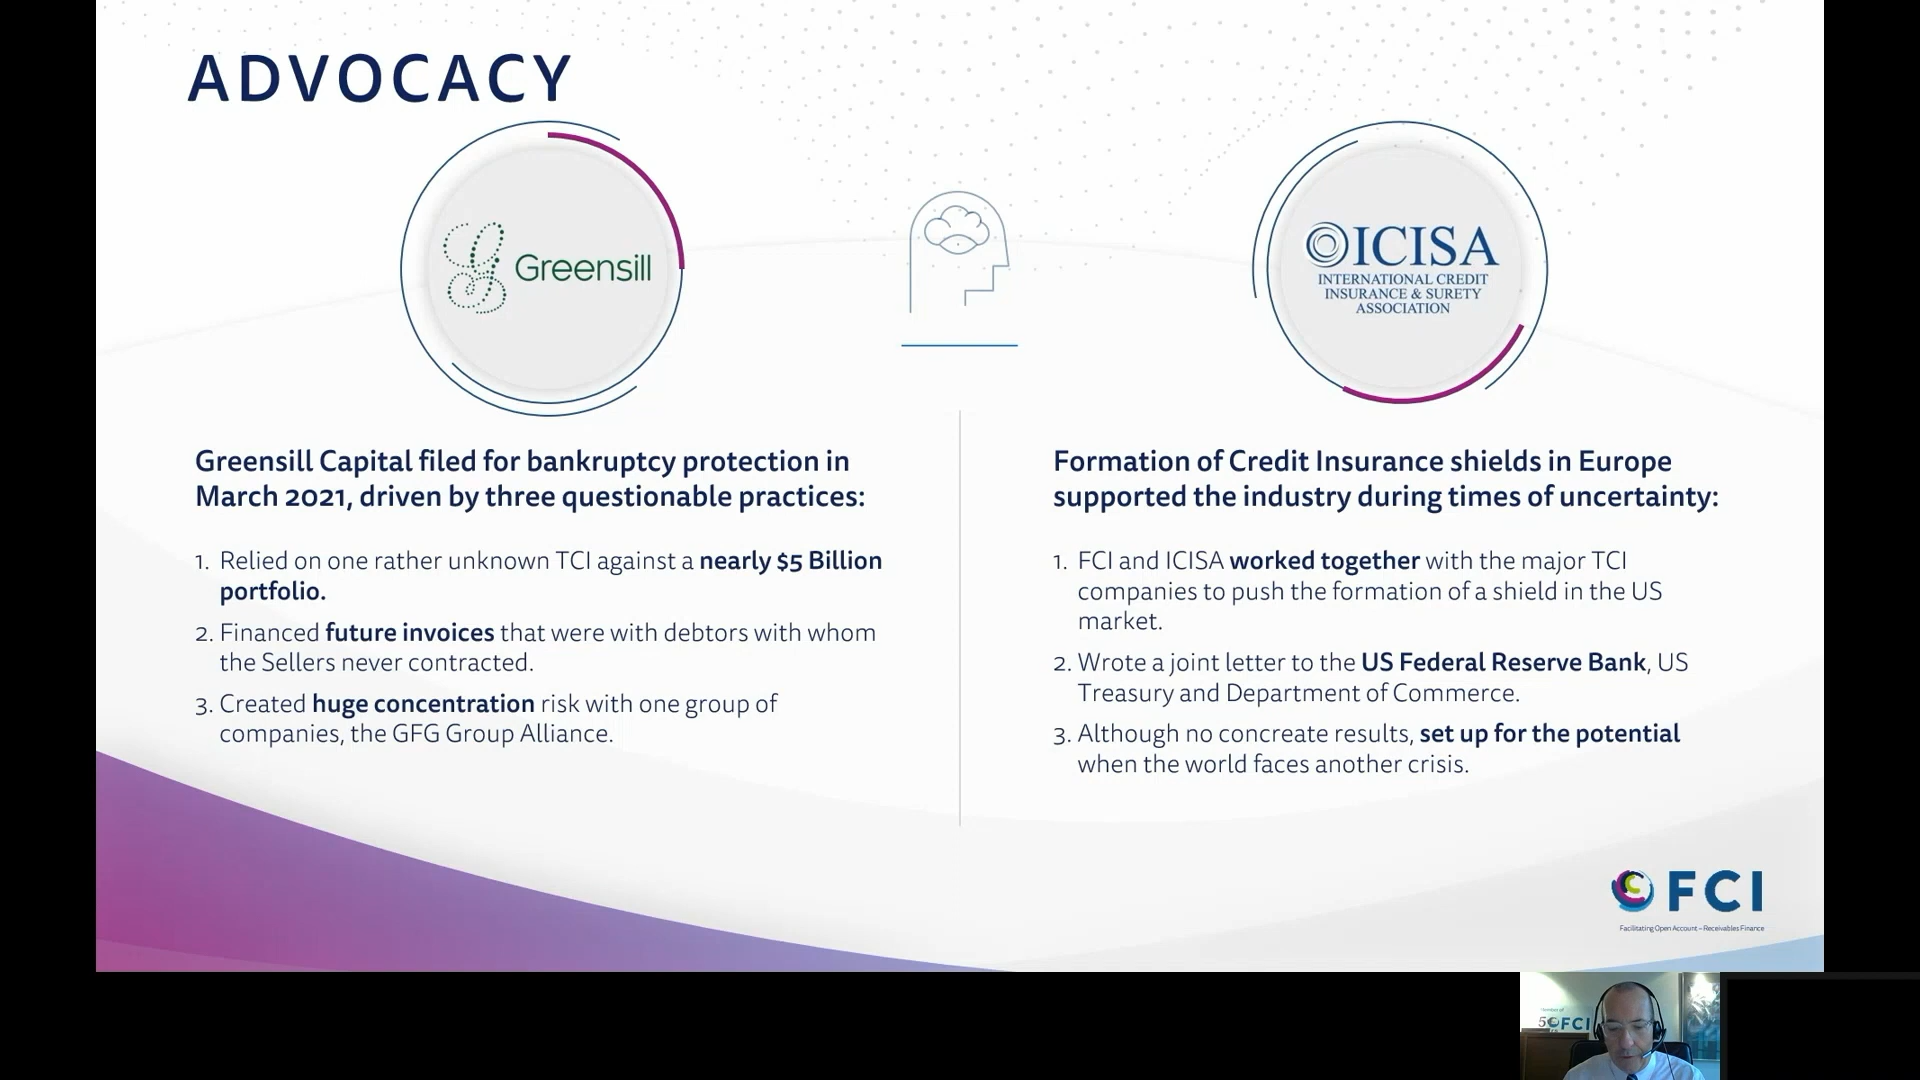 ADVOCACY
Greensill
ICISA
INTERNATIONAL CREDIT
INSURANCE & SURETY
ASSOCIATION
Greensill Capital filed for bankruptcy protection in
March 2021, driven by three questionable practices:
1. Relied on one rather unknown TCI against a nearly $5 Billion
portfolio.
2. Financed future invoices that were with debtors with whom
the Sellers never contracted.
3. Created huge concentration risk with one group of
companies, the GFG Group Alliance.
Formation of Credit Insurance shields in Europe
supported the industry during times of uncertainty:
1. FCI and ICISA worked together with the major TCI
companies to push the formation of a shield in the US
market.
2. Wrote a joint letter to the US Federal Reserve Bank, US
Treasury and Department of Commerce.
3. Although no concreate results, set up for the potential
when the world faces another crisis.
FCI
Facilitating Open Account – Receivables Finance
FCI